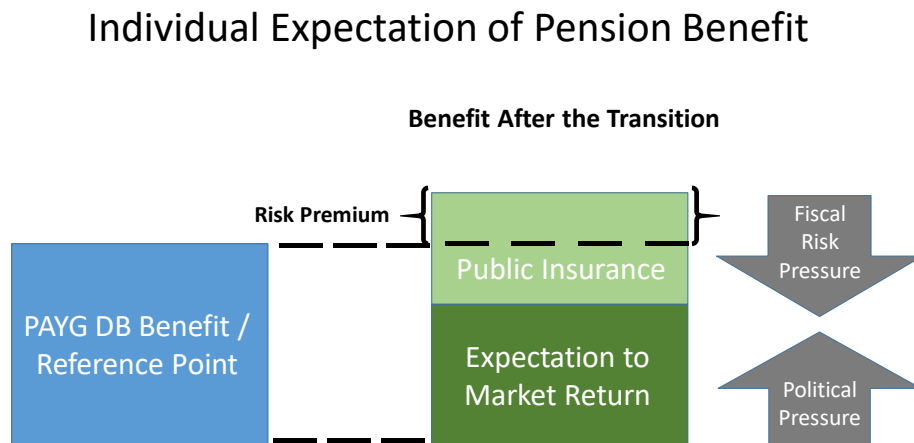 Individual Expectation of Pension Benefit
Benefit After the Transition
Risk Premium
Fiscal
Risk
Pressure
Public Insurance
PAYG DB Benefit /
Reference Point
Expectation to
Market Return
Political
Pressure